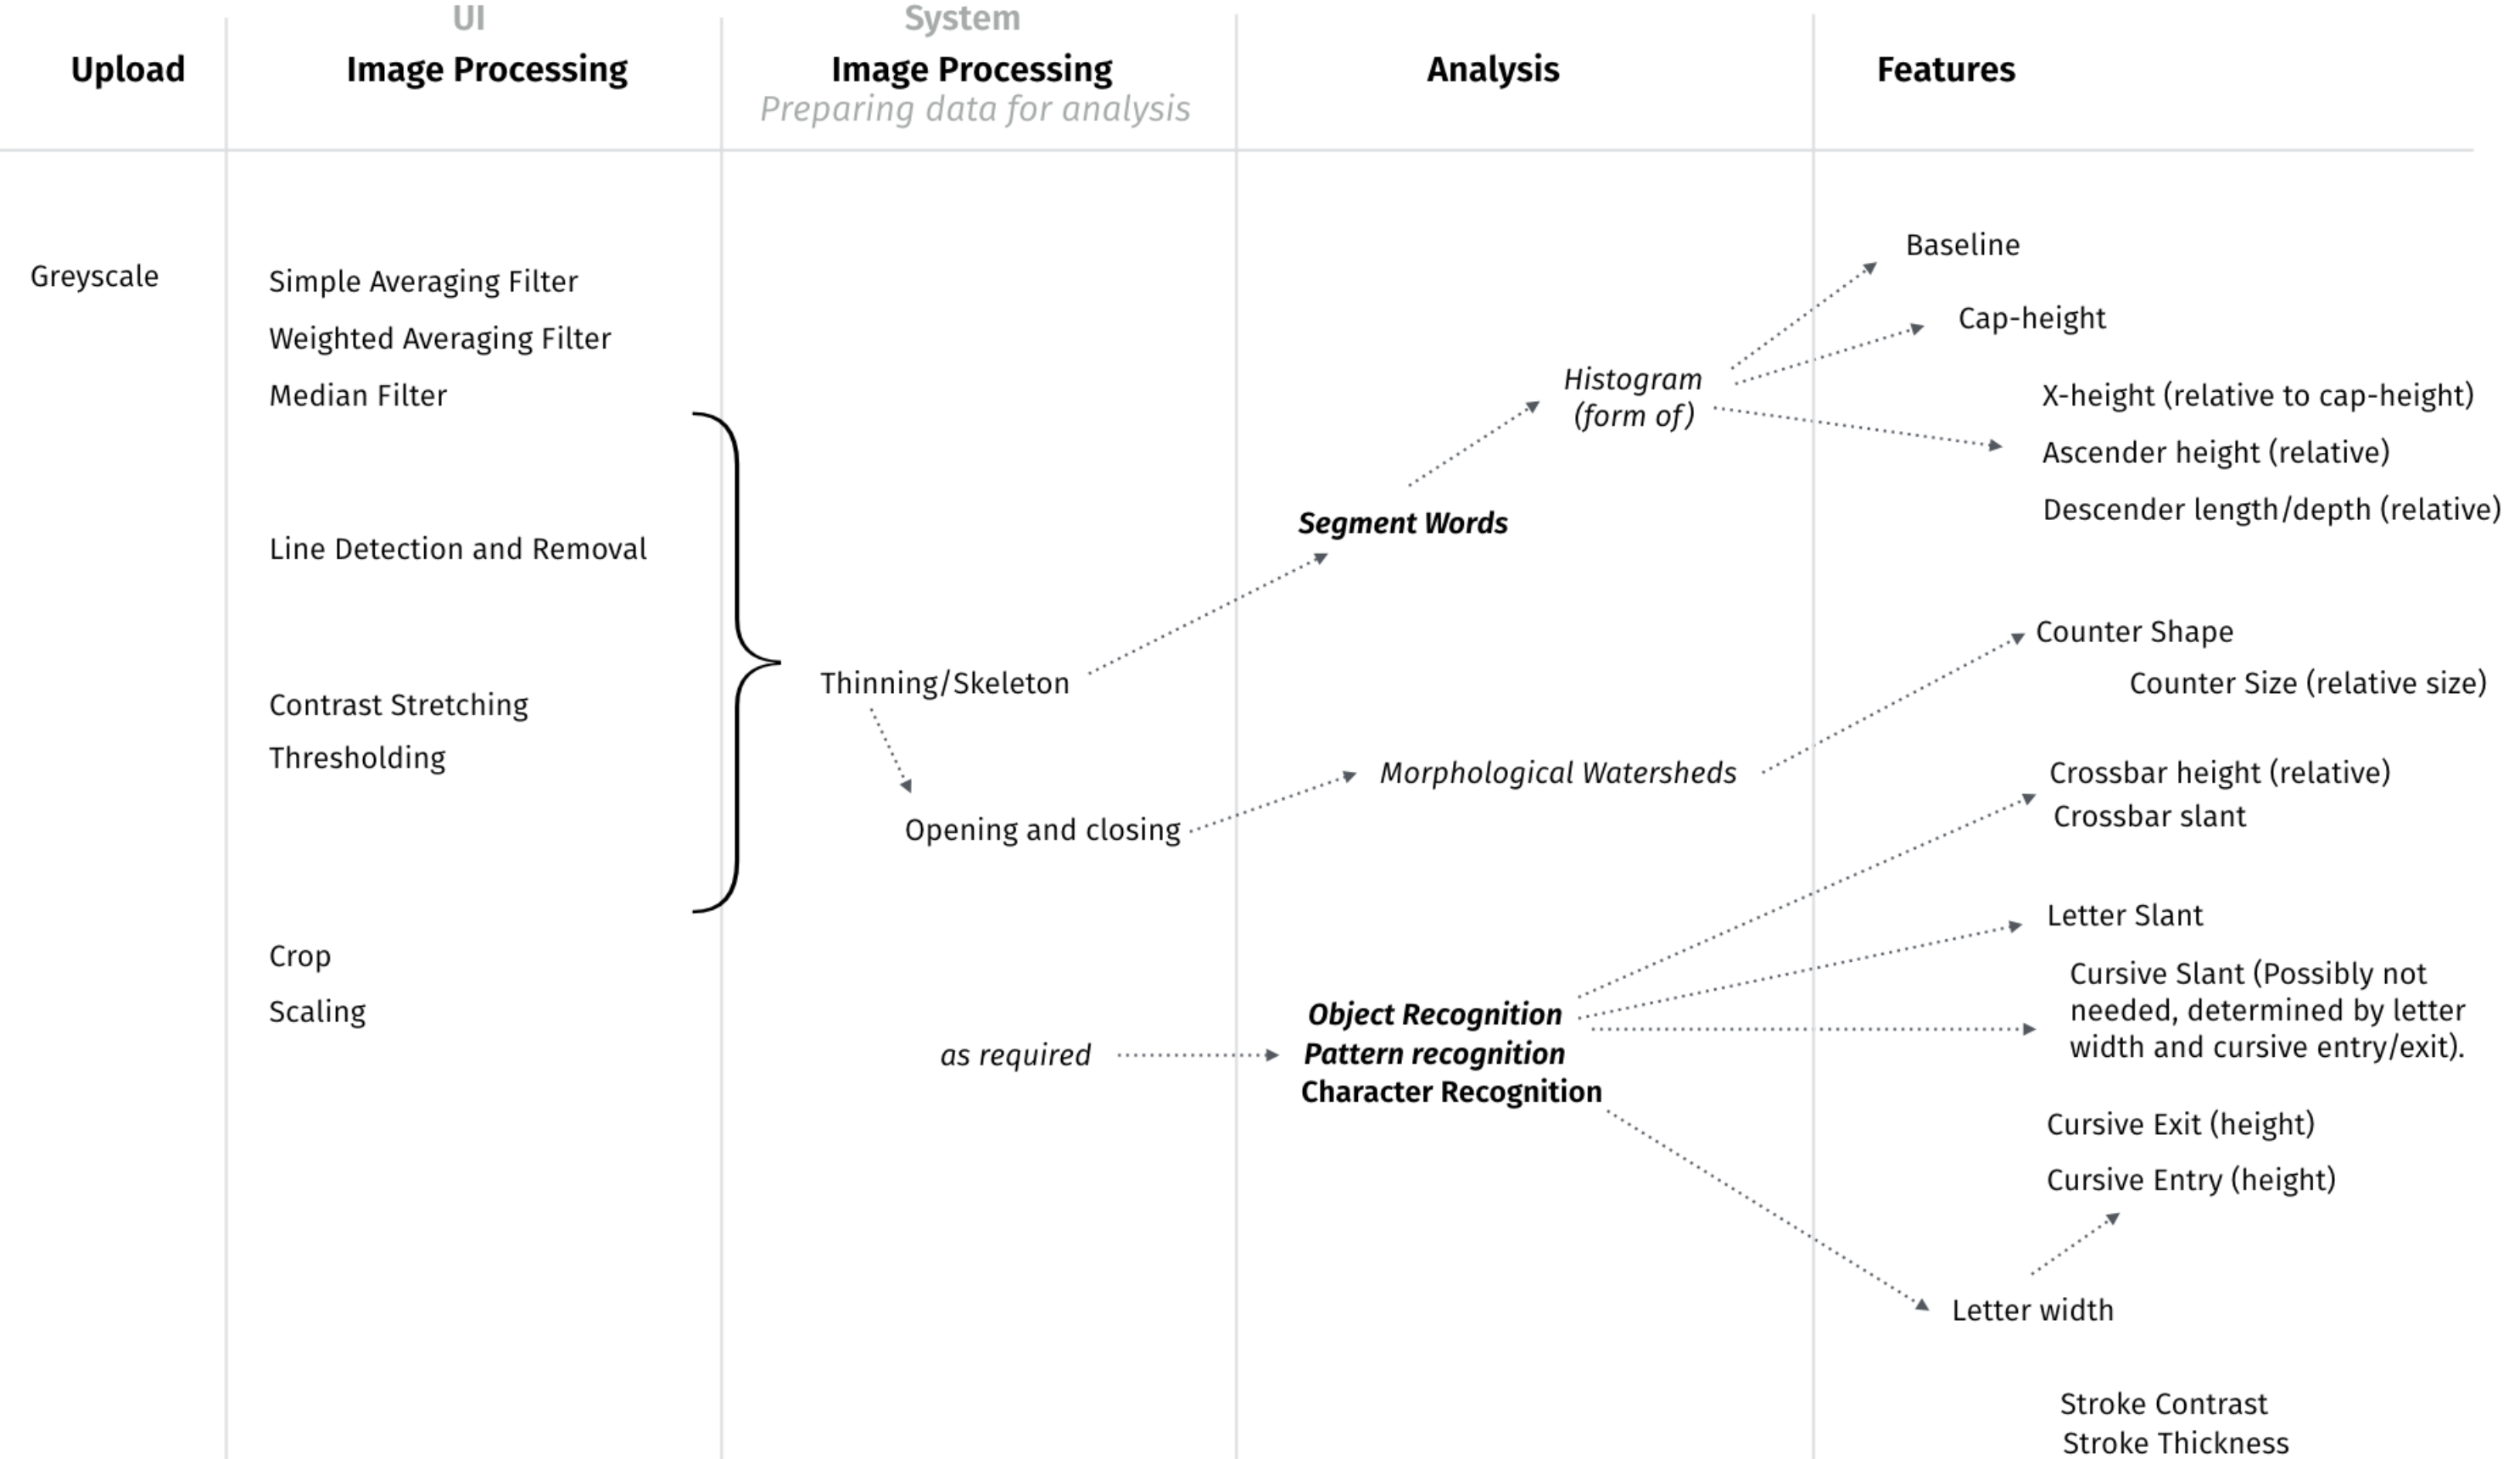 UI
System
Upload
Image Processing
Image Processing
Analysis
Features
Preparing data for analysis
Greyscale
Simple Averaging Filter
Weighted Averaging Filter
Median Filter
Line Detection and Removal
Contrast Stretching
Thresholding
Crop
Scaling
Thinning/Skeleton
Opening and closing
as required
Histogram
(form of)
Segment Words
Morphological Watersheds
Object Recognition
Pattern recognition
Character Recognition
Baseline
Cap-height
X-height (relative to cap-height)
Ascender height (relative)
Descender length/depth (relative)
Counter Shape
Counter Size (relative size)
Crossbar height (relative)
Crossbar slant
Letter Slant
Cursive Slant (Possibly not
needed, determined by letter
width and cursive entry/exit).
Cursive Exit (height)
Cursive Entry (height)
Letter width
Stroke Contrast
Stroke Thickness